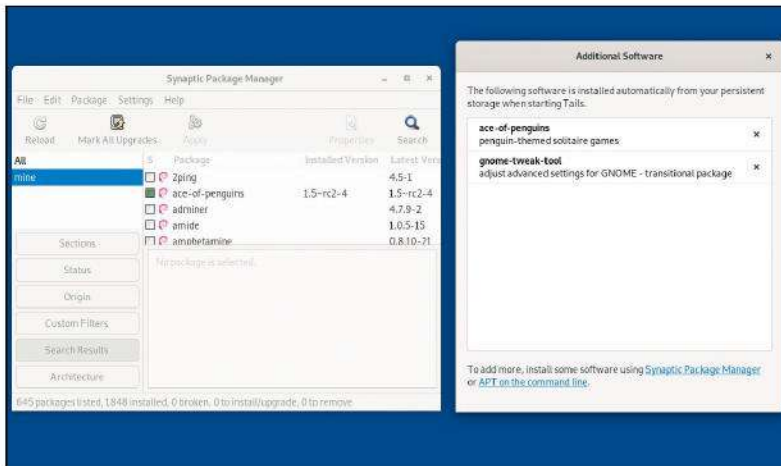 Synaptic Package Manager
File Edit Package Settings Help
Reload Mark All Upgrades Apply Properties Search
All
mine
S Package Installed Version Latest Vers
2ping 4.5-1
ace-of-penguins 1.5~rc2-4 1.5~rc2-4
adminer 4.7.9-2
amide 1.0.5-15
amphetamine 0.8.10-21
No package is selected.
Sections
Status
Origin
Custom Filters
Search Results
Architecture
645 packages listed, 1848 installed, 0 broken. 0 to install/upgrade, 0 to remove
Additional Software
The following software is installed automatically from your persistent
storage when starting Tails.
ace-of-penguins
penguin-themed solitaire games
gnome-tweak-tool
adjust advanced settings for GNOME - transitional package
To add more, install some software using Synaptic Package Manager
or APT on the command line.